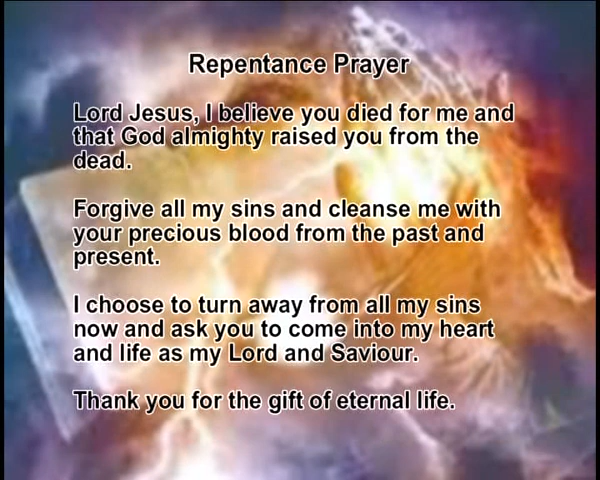 Repentance Prayer
Lord Jesus, I believe you died for me and
that God almighty raised you from the
dead.
Forgive all my sins and cleanse me with
your precious blood from the past and
present.
I choose to turn away from all my sins
now and ask you to come into my heart
and life as my Lord and Saviour.
Thank you for the gift of eternal life.